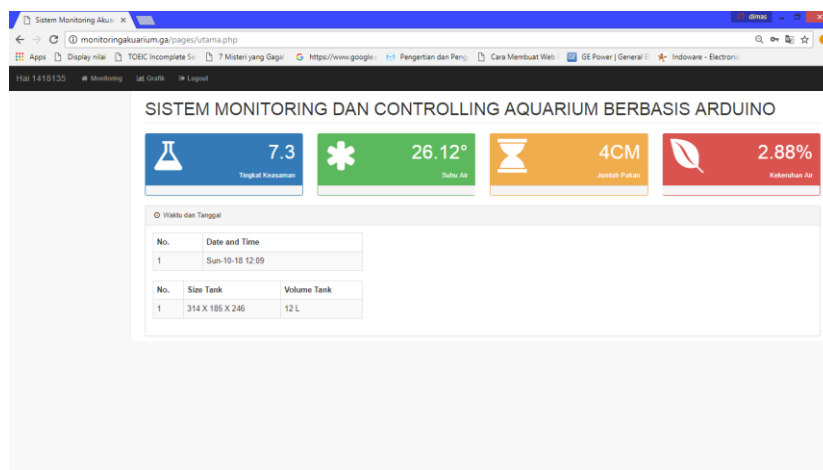 Sistem Monitoring Akua
dimas
monitoringakuarium.ga/pages/utama.php
Apps Display nilai TOEIC Incomplete Se 7 Misteri yang Gagal https://www.google. Pengertian dan Peng Cara Membuat Web GE Power | General E Indoware - Electronic
Hai 1418135 Monitoring Grafik Logout
SISTEM MONITORING DAN CONTROLLING AQUARIUM BERBASIS ARDUINO
7.3
Tingkat Keasaman
26.12°
Suhu Air
4CM
Jumlah Pakan
2.88%
Kekeruhan Air
Waktu dan Tanggal
No. Date and Time
1 Sun-10-18 12:09
No. Size Tank Volume Tank
1 314 X 185 X 246 12 L